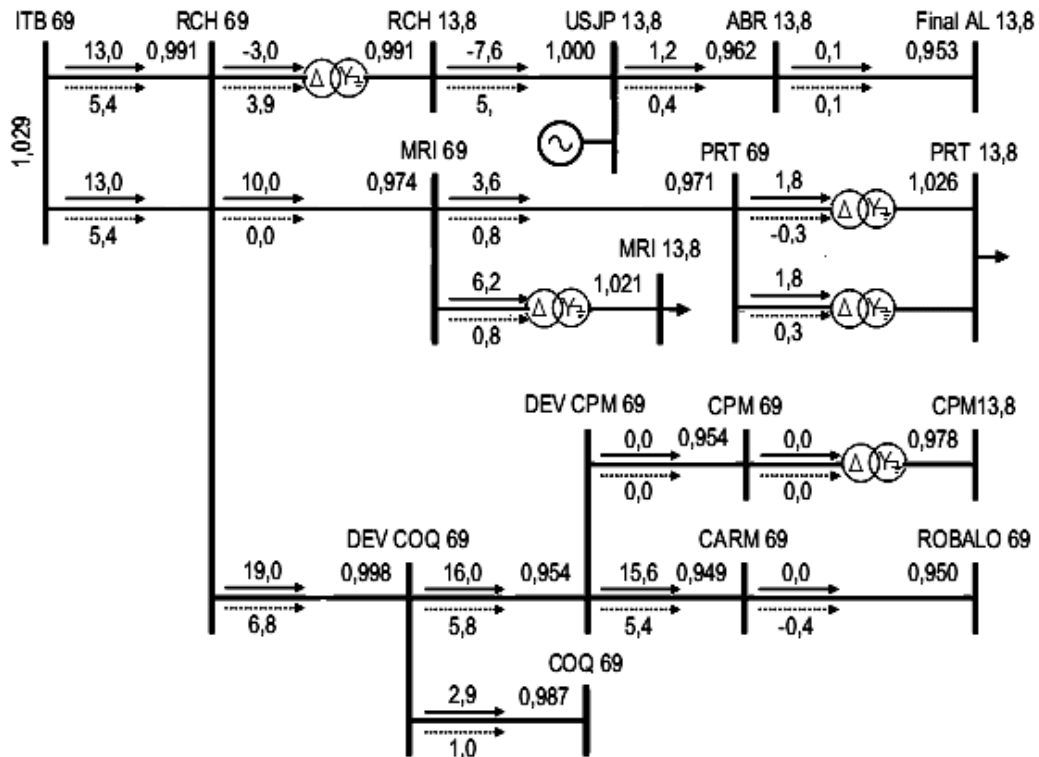 ITB 69 RCH 69 RCH 13,8 USJP 13,8 ABR 13,8 Final AL 13,8
13,0 0,991 -3,0 0,991 -7,6 1,000 1,2 0,962 0,1 0,953
Δ Y
5,4 3,9 5, 0,4 0,1
1,029
MRI 69 PRT 69 PRT 13,8
13,0 10,0 0,974 3,6 0,971 1,8 1,026
Δ Y
5,4 0,0 0,8 -0,3
MRI 13,8
6,2 1,021 1,8
Δ Y Δ Y
0,8 0,3
DEV CPM 69 CPM 69 CPM13,8
0,0 0,954 0,0 0,978
Δ Y
0,0 0,0
DEV COQ 69 CARM 69 ROBALO 69
19,0 0,998 16,0 0,954 15,6 0,949 0,0 0,950
6,8 5,8 5,4 -0,4
COQ 69
2,9 0,987
1,0